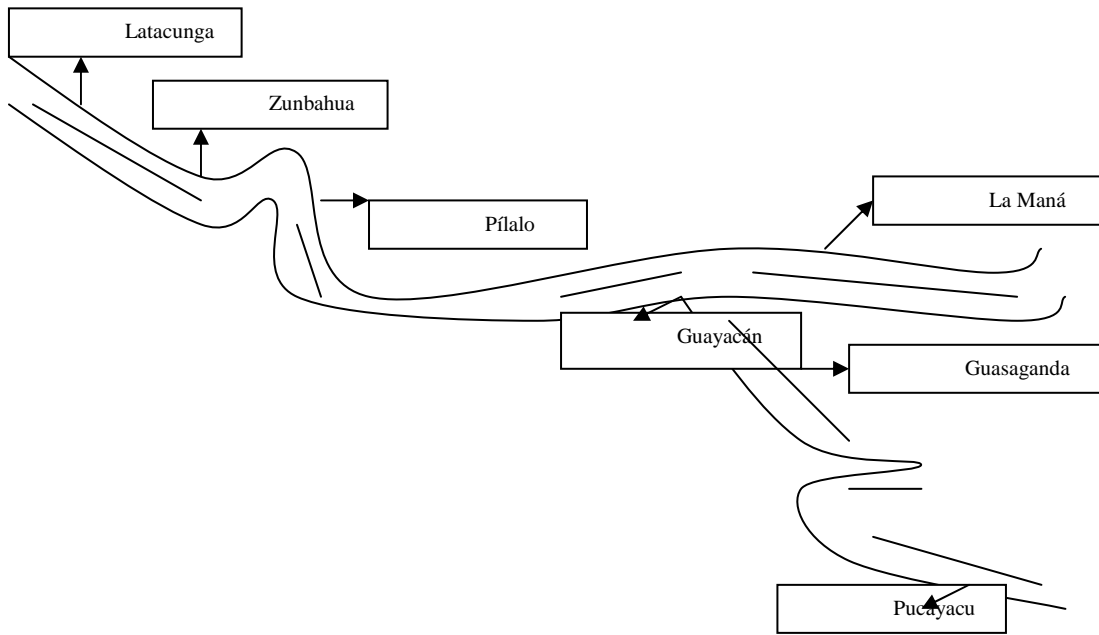 Latacunga
Zunbahua
Pílalo
La Maná
Guayacán
Guasaganda
Pucayacu